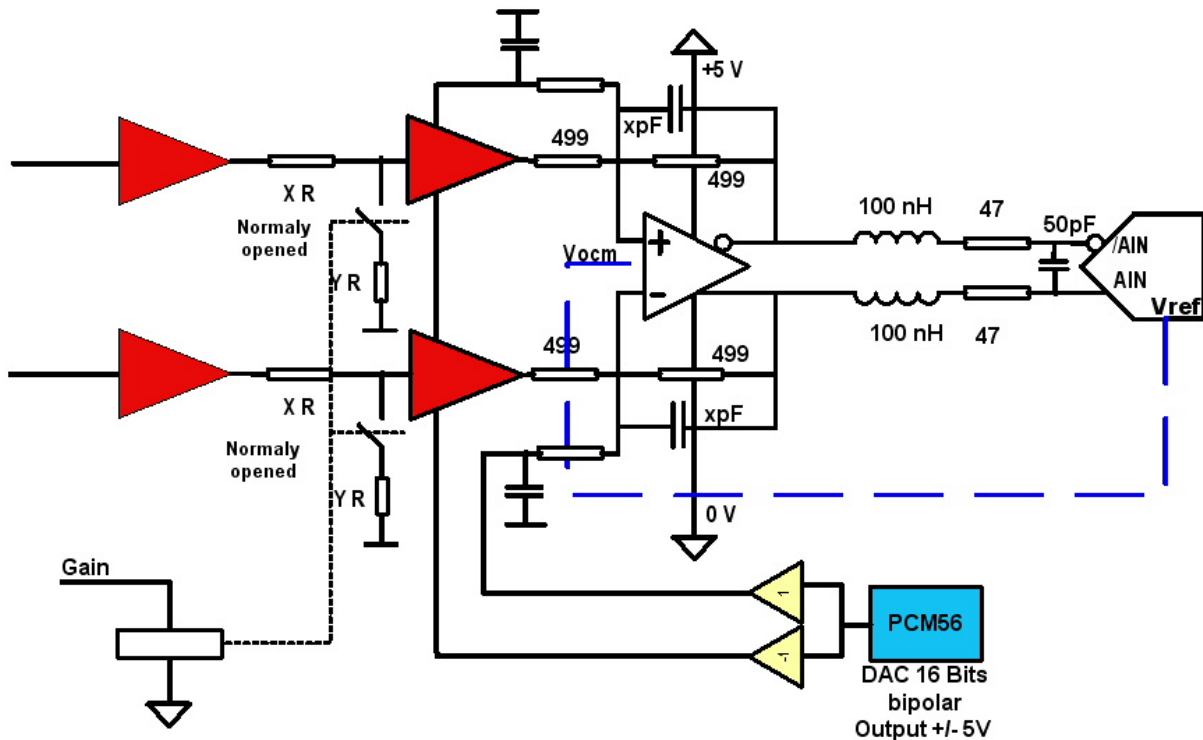 +5 V
xpF
499
499
X R
Normaly
opened
100 nH
47
50pF
+
/AIN
Vocm
Y R
AIN
-
Vref
100 nH
47
499
499
X R
xpF
Normaly
opened
Y R
0 V
Gain
1
-1
PCM56
DAC 16 Bits
bipolar
Output +/- 5V